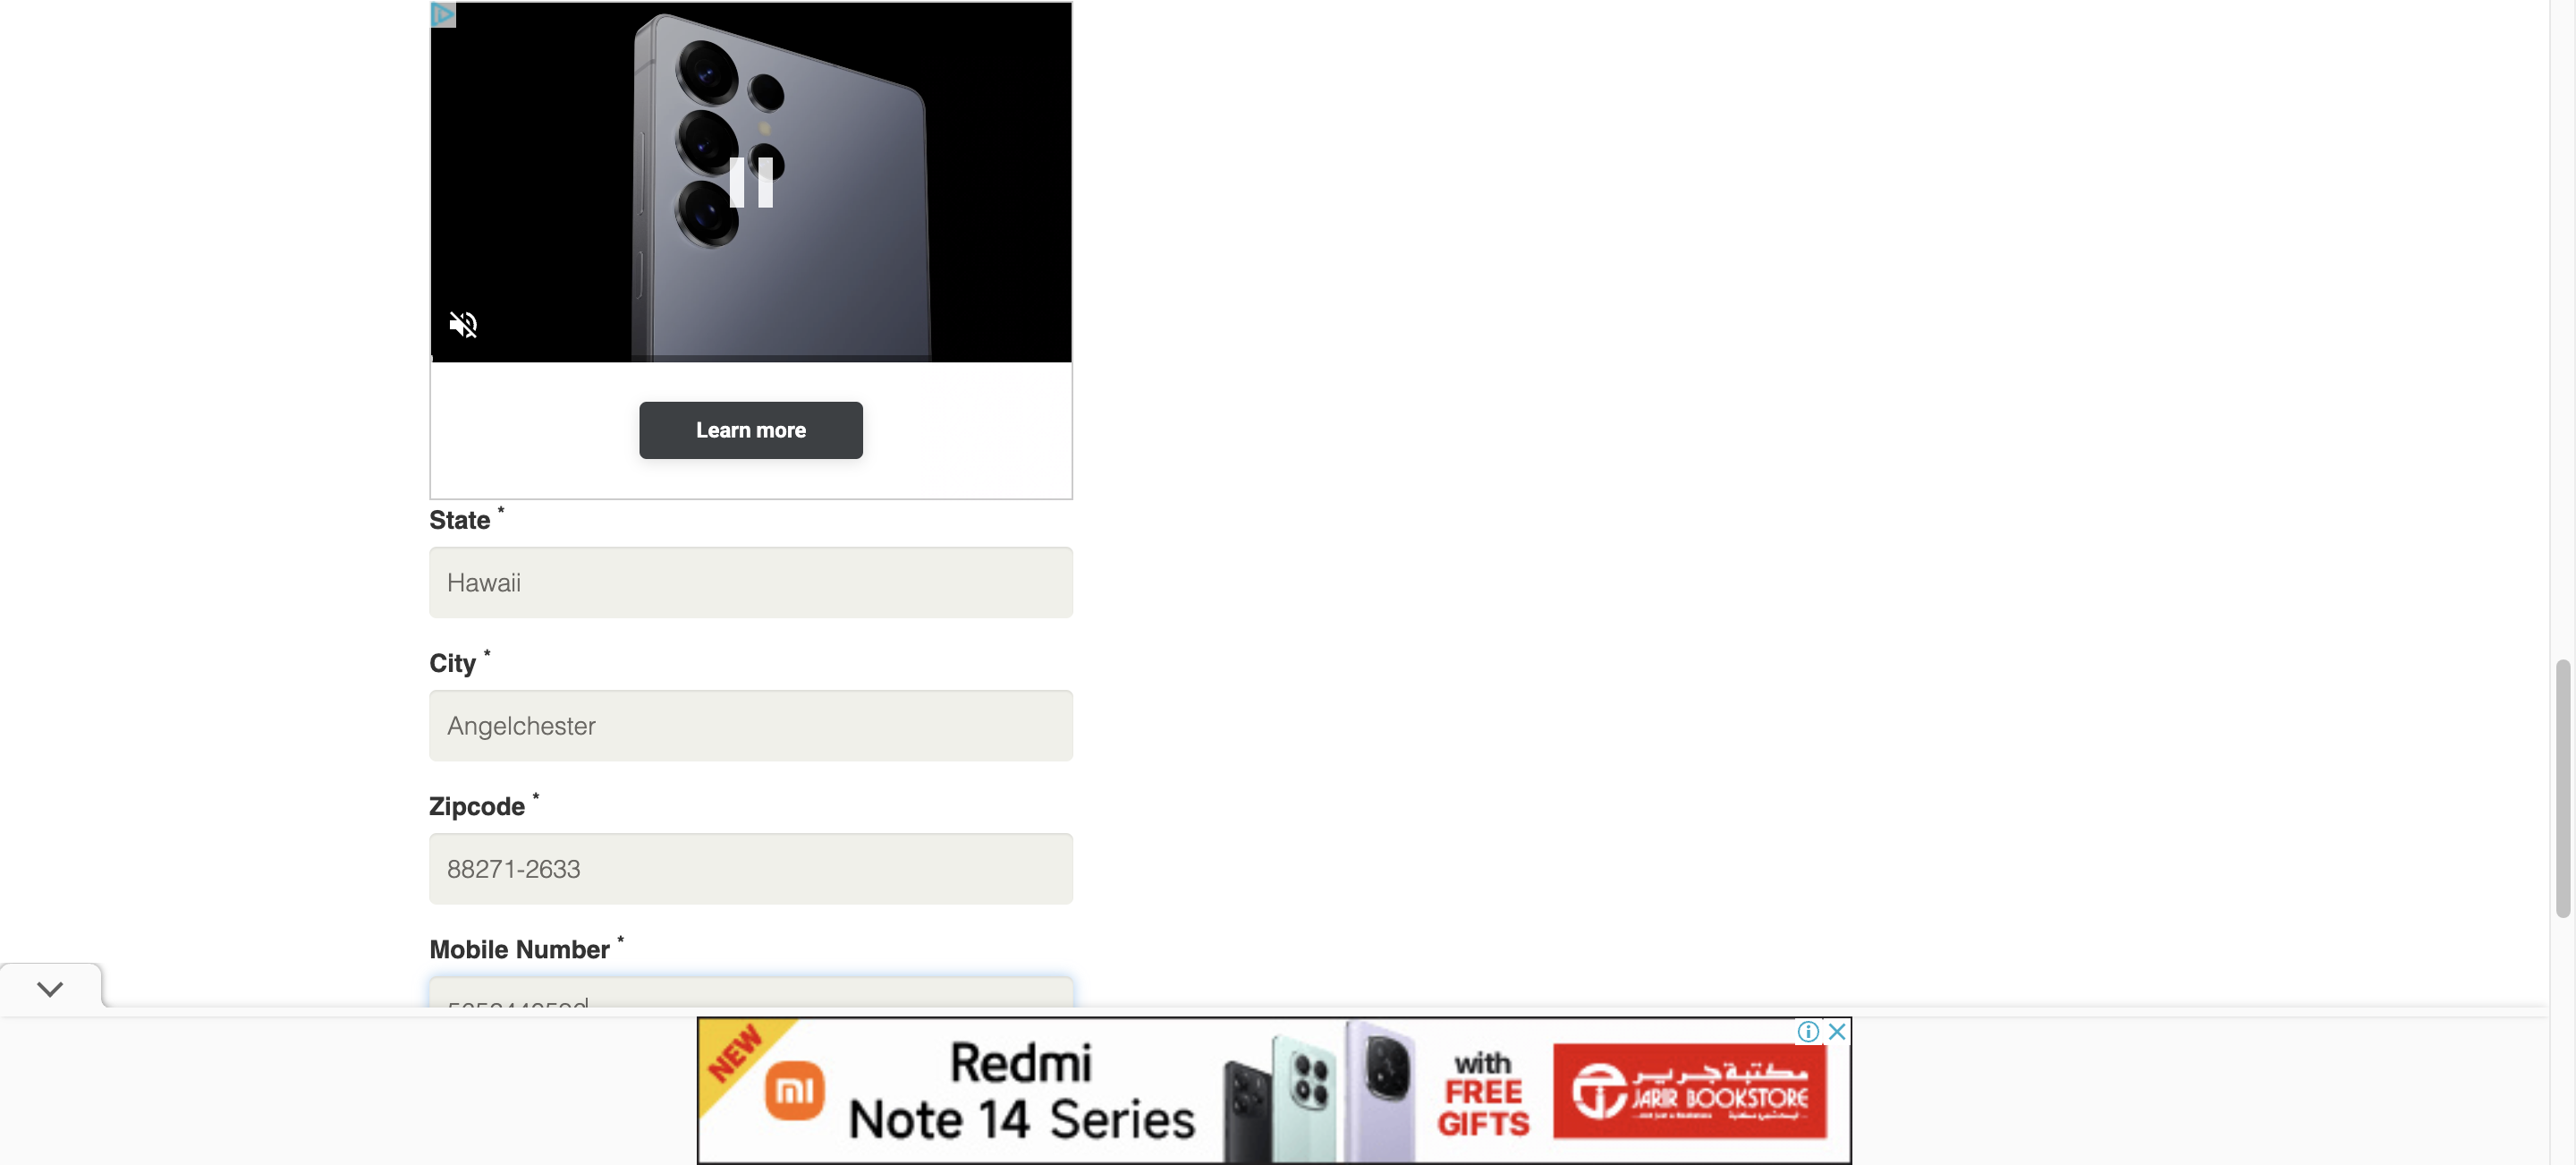 Learn more
State *
Hawaii
City *
Angelchester
Zipcode *
88271-2633
Mobile Number *
NEW
mi
Redmi
Note 14 Series
with
FREE
GIFTS
مكتبة جرير
JARIR BOOKSTORE